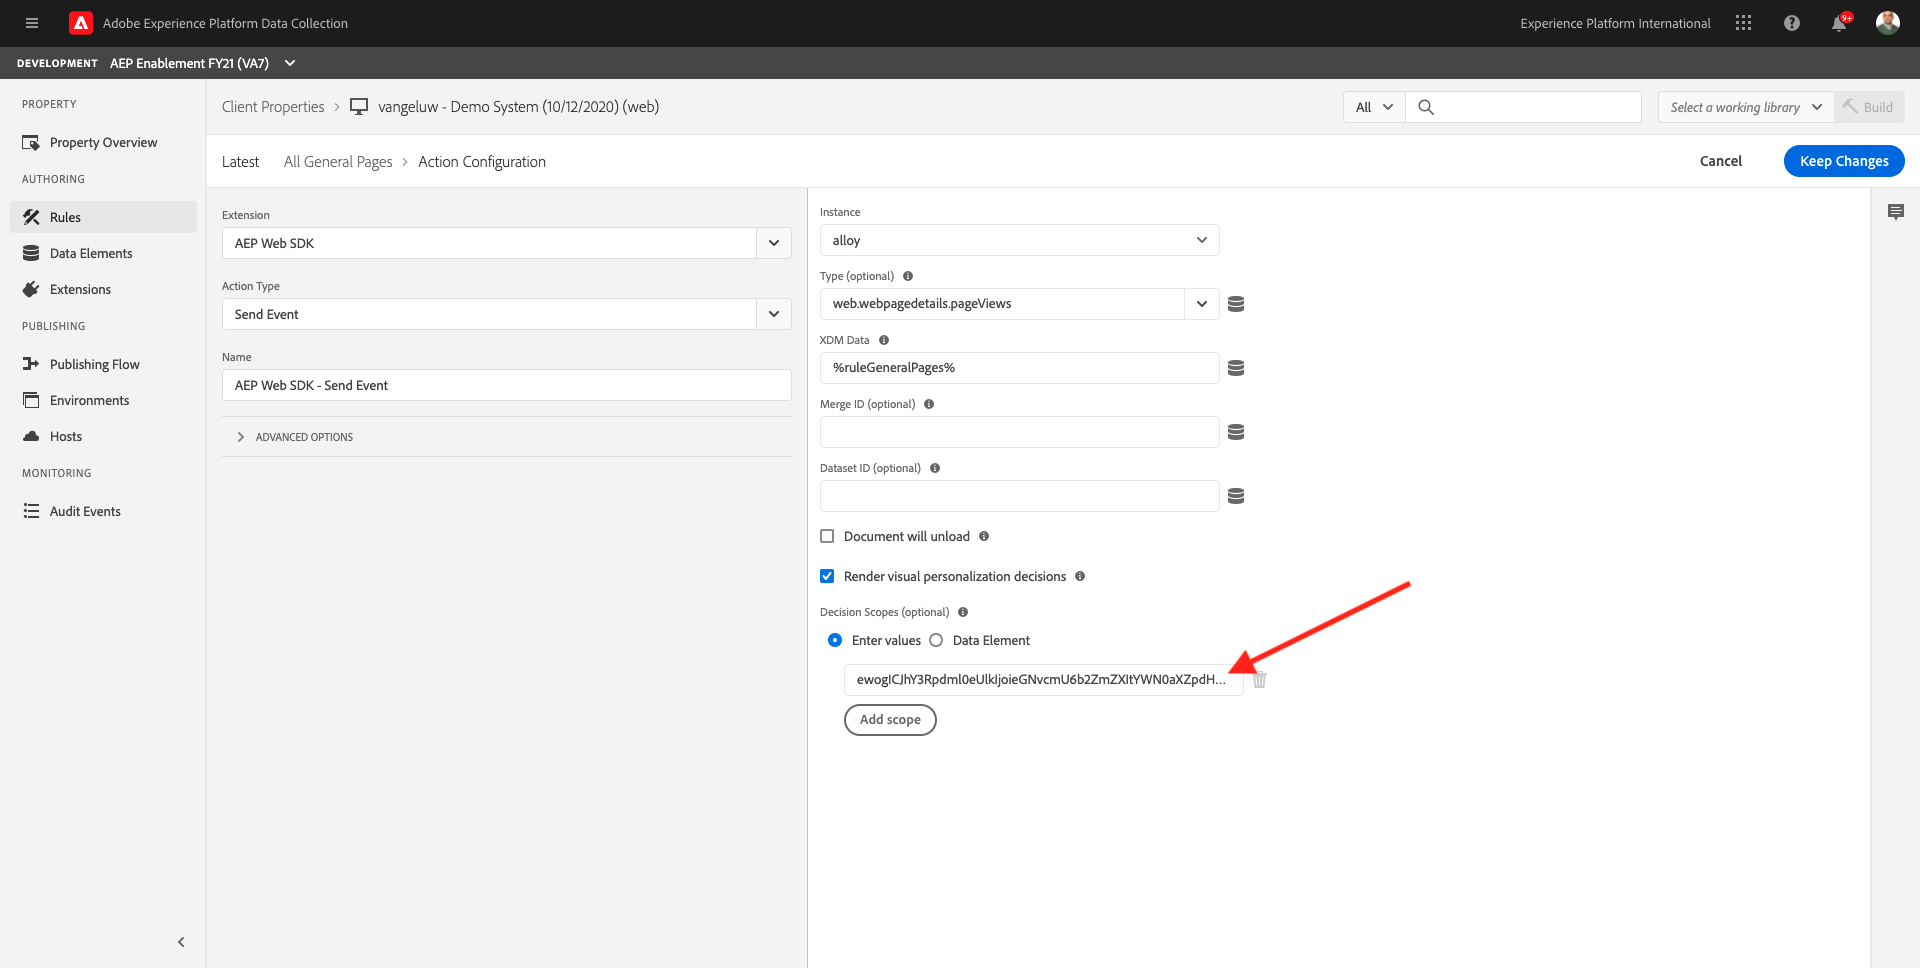 Adobe Experience Platform Data Collection
Experience Platform International
9+
DEVELOPMENT AEP Enablement FY21 (VA7)
PROPERTY
Property Overview
AUTHORING
Rules
Data Elements
Extensions
PUBLISHING
Publishing Flow
Environments
Hosts
MONITORING
Audit Events
Client Properties > vangeluw - Demo System (10/12/2020) (web)
All
Select a working library
Build
Latest All General Pages > Action Configuration
Cancel
Keep Changes
Extension
AEP Web SDK
Action Type
Send Event
Name
AEP Web SDK - Send Event
ADVANCED OPTIONS
Instance
alloy
Type (optional)
web.webpagedetails.pageViews
XDM Data
%ruleGeneralPages%
Merge ID (optional)
Dataset ID (optional)
Document will unload
Render visual personalization decisions
Decision Scopes (optional)
Enter values Data Element
ewogICJhY3Rpdml0eUlkIjoieGNvcmU6b2ZmZXItYWN0aXZpdH...
Add scope